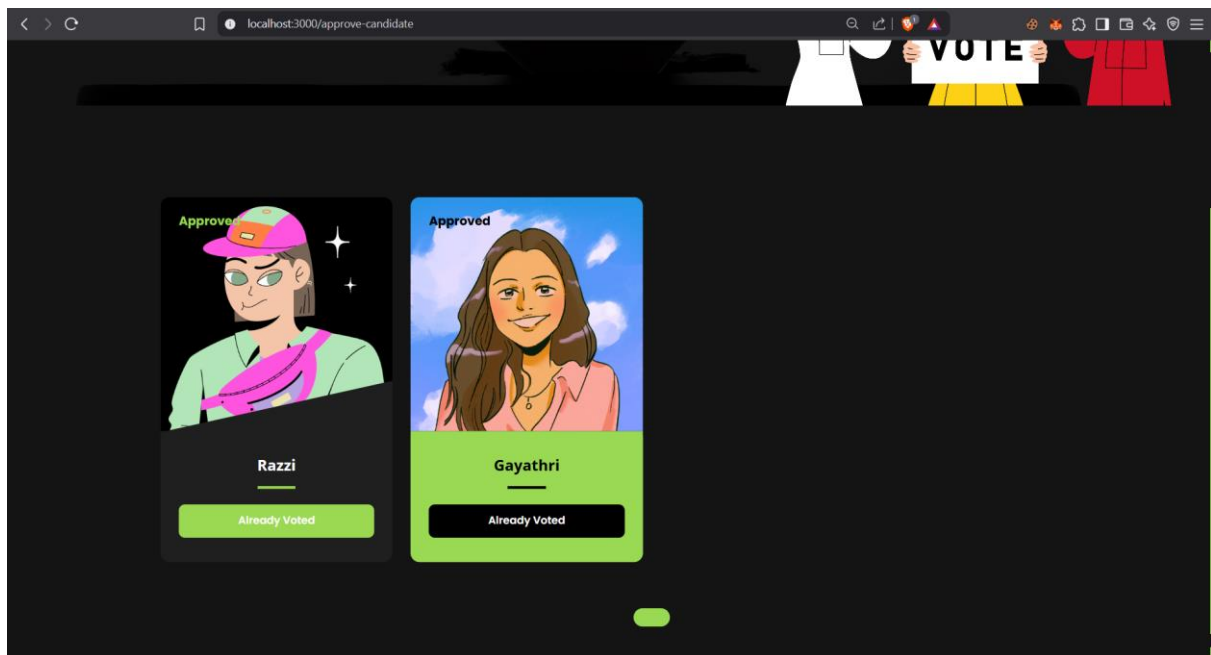 localhost:3000/approve-candidate
VOTE
Approved
Approved
Razzi
Gayathri
Already Voted
Already Voted